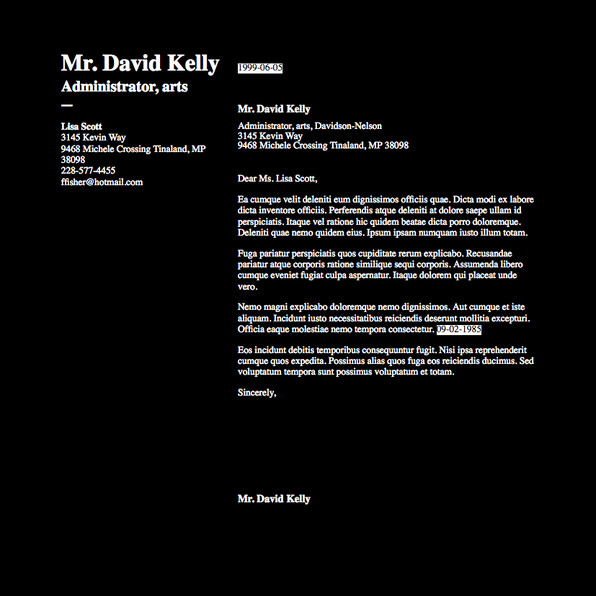 Mr. David Kelly
Administrator, arts
Lisa Scott
3145 Kevin Way
9468 Michele Crossing Tinaland, MP
38098
228-577-4455
ffisher@hotmail.com
1999-06-05
Mr. David Kelly
Administrator, arts, Davidson-Nelson
3145 Kevin Way
9468 Michele Crossing Tinaland, MP 38098
Dear Ms. Lisa Scott,
Ea cumque velit deleniti eum dignissimos officiis quae. Dicta modi ex labore
dicta inventore officiis. Perferendis atque deleniti at dolore saepe ullam id
perspiciatis. Itaque vel ratione hic quidem beatae dicta porro doloremque.
Deleniti quae nemo quidem eius. Ipsum ipsam numquam iusto illum totam.
Fuga pariatur perspiciatis quos cupiditate rerum explicabo. Recusandae
pariatur atque corporis ratione similique sequi corporis. Assumenda libero
cumque eveniet fugiat culpa aspernatur. Itaque dolorem qui placeat unde
vero.
Nemo magni explicabo doloremque nemo dignissimos. Aut cumque et iste
aliquam. Incidunt iusto necessitatibus reiciendis deserunt mollitia excepturi.
Officia eaque molestiae nemo tempora consectetur. 09-02-1985
Eos incidunt debitis temporibus consequuntur fugit. Nisi ipsa reprehenderit
cumque quos expedita. Possimus alias quos fuga eos reiciendis ducimus. Sed
voluptatum tempora sunt possimus voluptatum et totam.
Sincerely,
Mr. David Kelly